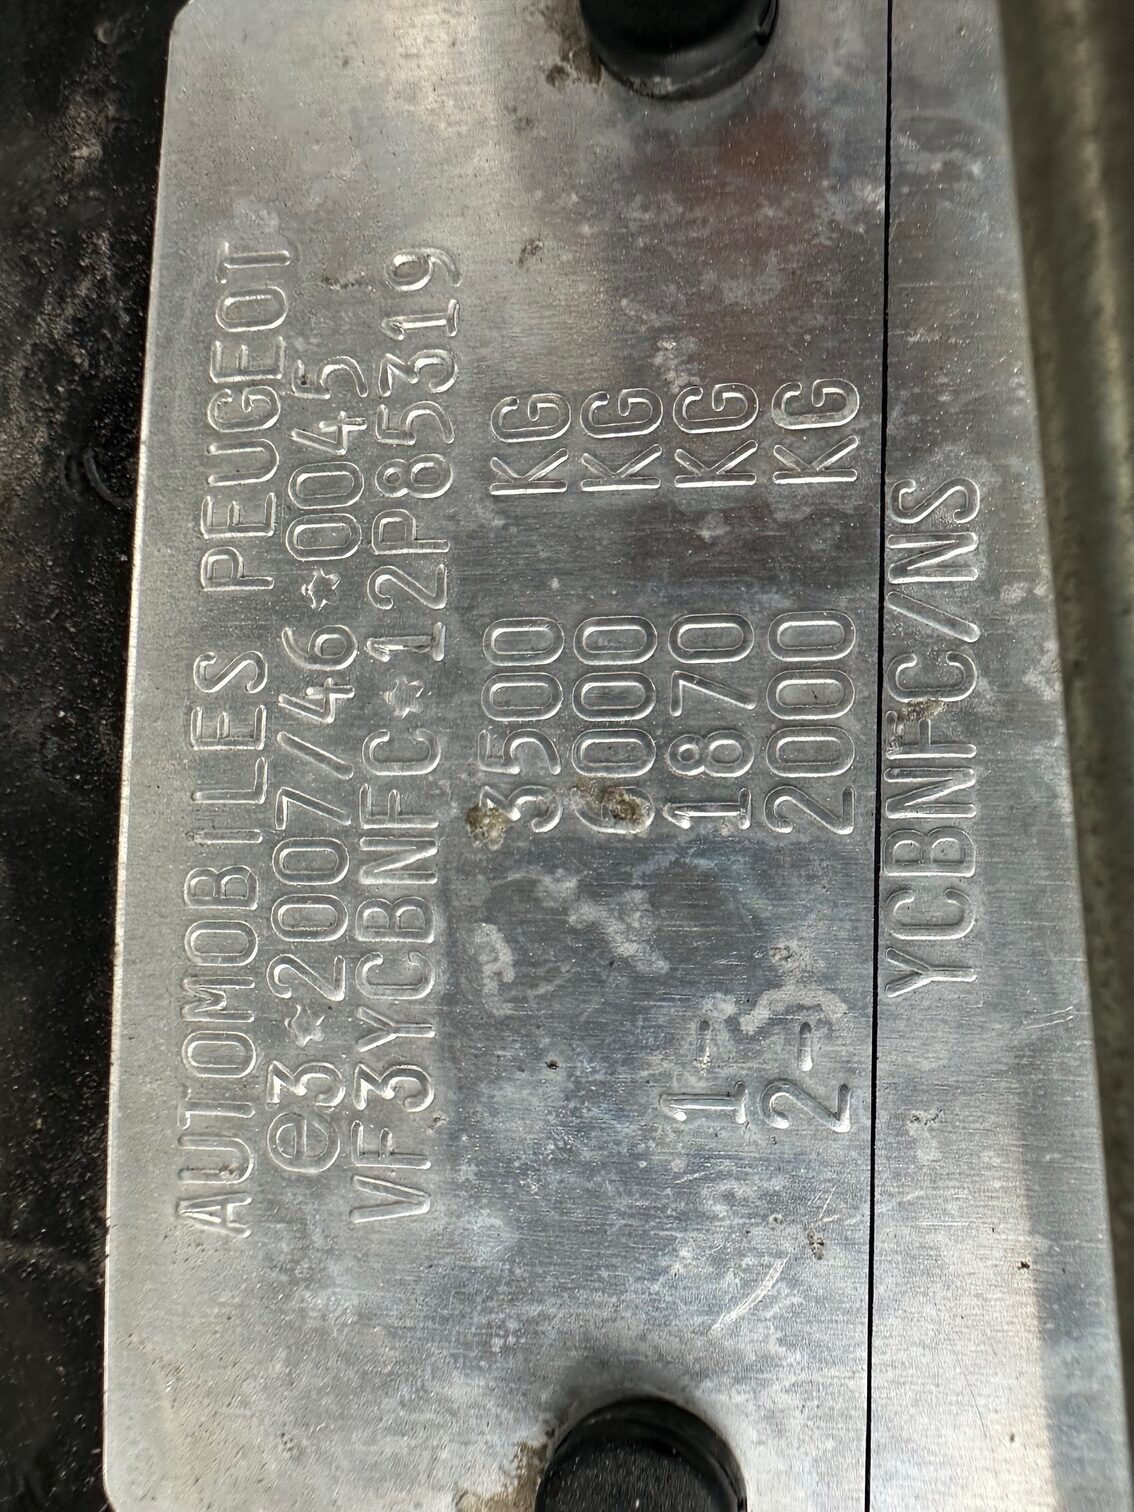 AUTOMOBILES PEUGEOT
e3*2007/46*0045
VF3YCBNFC*12P85319
3500 KG
6000 KG
1- 1870 KG
2- 2000 KG
YCBNFC/NS